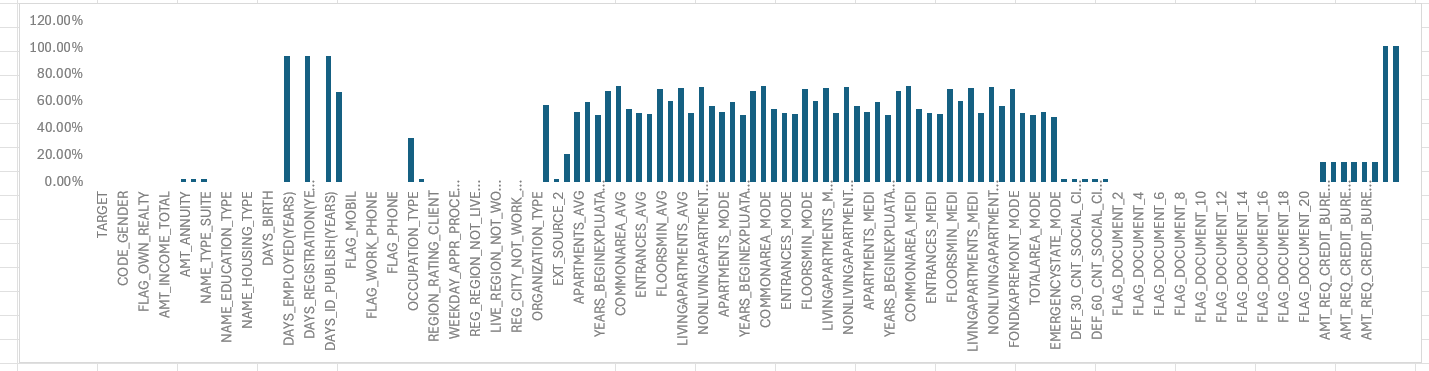 120.00%
100.00%
80.00%
60.00%
40.00%
20.00%
0.00%
TARGET
CODE_GENDER
FLAG_OWN_REALTY
AMT_INCOME_TOTAL
AMT_ANNUITY
NAME_TYPE_SUITE
NAME_EDUCATION_TYPE
NAME_HOUSING_TYPE
DAYS_BIRTH
DAYS_EMPLOYED(YEARS)
DAYS_REGISTRATION(YE...
DAYS_ID_PUBLISH(YEARS)
FLAG_MOBIL
FLAG_WORK_PHONE
FLAG_PHONE
OCCUPATION_TYPE
REGION_RATING_CLIENT
WEEKDAY_APPR_PROCE...
REG_REGION_NOT_LIVE...
LIVE_REGION_NOT_WO...
REG_CITY_NOT_WORK_...
ORGANIZATION_TYPE
EXT_SOURCE_2
APARTMENTS_AVG
YEARS_BEGINEXPLUATA...
COMMONAREA_AVG
ENTRANCES_AVG
FLOORSMIN_AVG
LIVINGAPARTMENTS_AVG
NONLIVINGAPARTMENT...
APARTMENTS_MODE
YEARS_BEGINEXPLUATA...
COMMONAREA_MODE
ENTRANCES_MODE
FLOORSMIN_MODE
LIVINGAPARTMENTS_M...
NONLIVINGAPARTMENT...
APARTMENTS_MEDI
YEARS_BEGINEXPLUATA...
COMMONAREA_MEDI
ENTRANCES_MEDI
FLOORSMIN_MEDI
LIVINGAPARTMENTS_MEDI
NONLIVINGAPARTMENT...
FONDKAPREMONT_MODE
TOTALAREA_MODE
EMERGENCYSTATE_MODE
DEF_30_CNT_SOCIAL_CI...
DEF_60_CNT_SOCIAL_CI...
FLAG_DOCUMENT_2
FLAG_DOCUMENT_4
FLAG_DOCUMENT_6
FLAG_DOCUMENT_8
FLAG_DOCUMENT_10
FLAG_DOCUMENT_12
FLAG_DOCUMENT_14
FLAG_DOCUMENT_16
FLAG_DOCUMENT_18
FLAG_DOCUMENT_20
AMT_REQ_CREDIT_BURE...
AMT_REQ_CREDIT_BURE...
AMT_REQ_CREDIT_BURE...